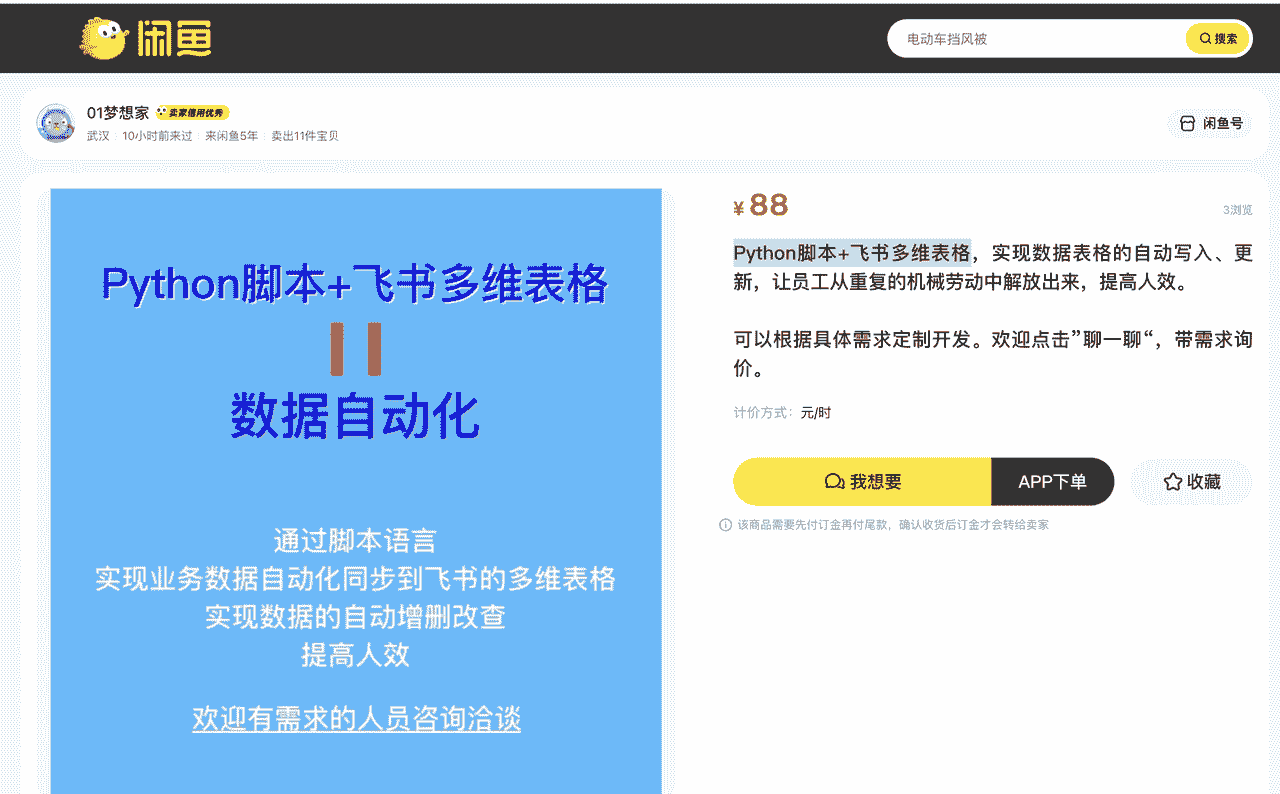 闲鱼
电动车挡风被
搜索
01梦想家 卖家信用优秀
武汉 10小时前来过 来闲鱼5年 卖出11件宝贝
闲鱼号
Python脚本+飞书多维表格
数据自动化
通过脚本语言
实现业务数据自动化同步到飞书的多维表格
实现数据的自动增删改查
提高人效
欢迎有需求的人员咨询洽谈
¥88
3浏览
Python脚本+飞书多维表格，实现数据表格的自动写入、更
新，让员工从重复的机械劳动中解放出来，提高人效。
可以根据具体需求定制开发。欢迎点击”聊一聊“，带需求询
价。
计价方式：元/时
我想要
APP下单
收藏
该商品需要先付订金再付尾款，确认收货后订金才会转给卖家